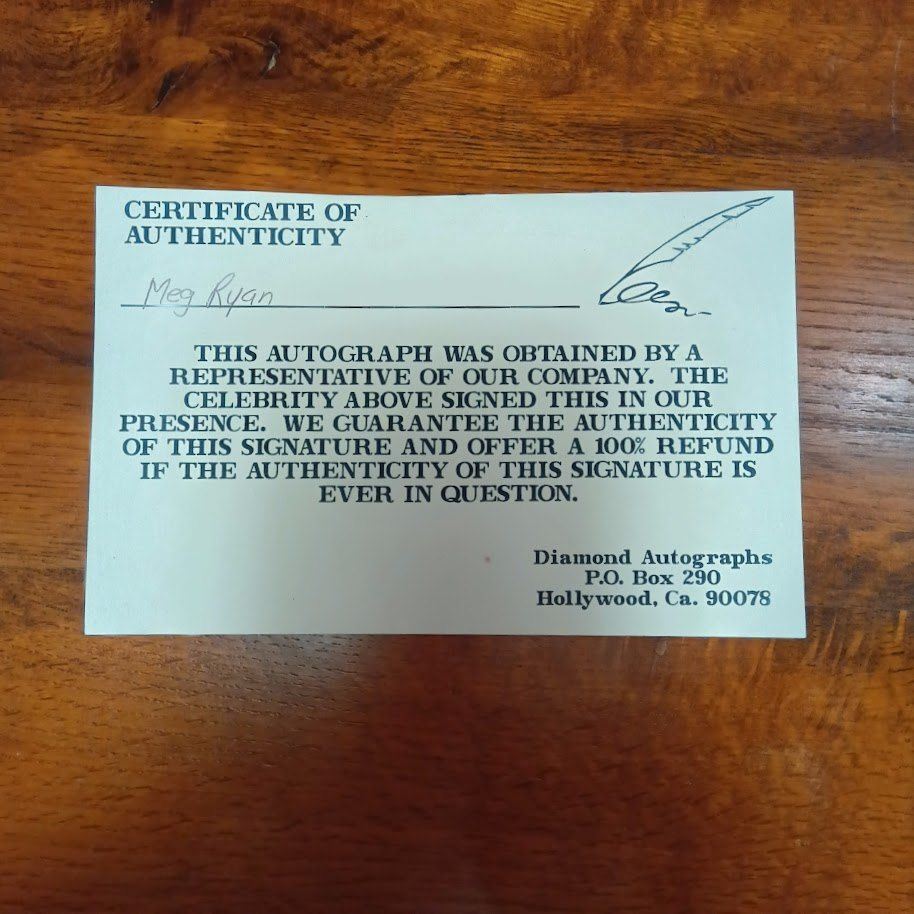 CERTIFICATE OF
AUTHENTICITY
Meg Ryan
THIS AUTOGRAPH WAS OBTAINED BY A
REPRESENTATIVE OF OUR COMPANY. THE
CELEBRITY ABOVE SIGNED THIS IN OUR
PRESENCE. WE GUARANTEE THE AUTHENTICITY
OF THIS SIGNATURE AND OFFER A 100% REFUND
IF THE AUTHENTICITY OF THIS SIGNATURE IS
EVER IN QUESTION.
Diamond Autographs
P.O. Box 290
Hollywood, Ca. 90078